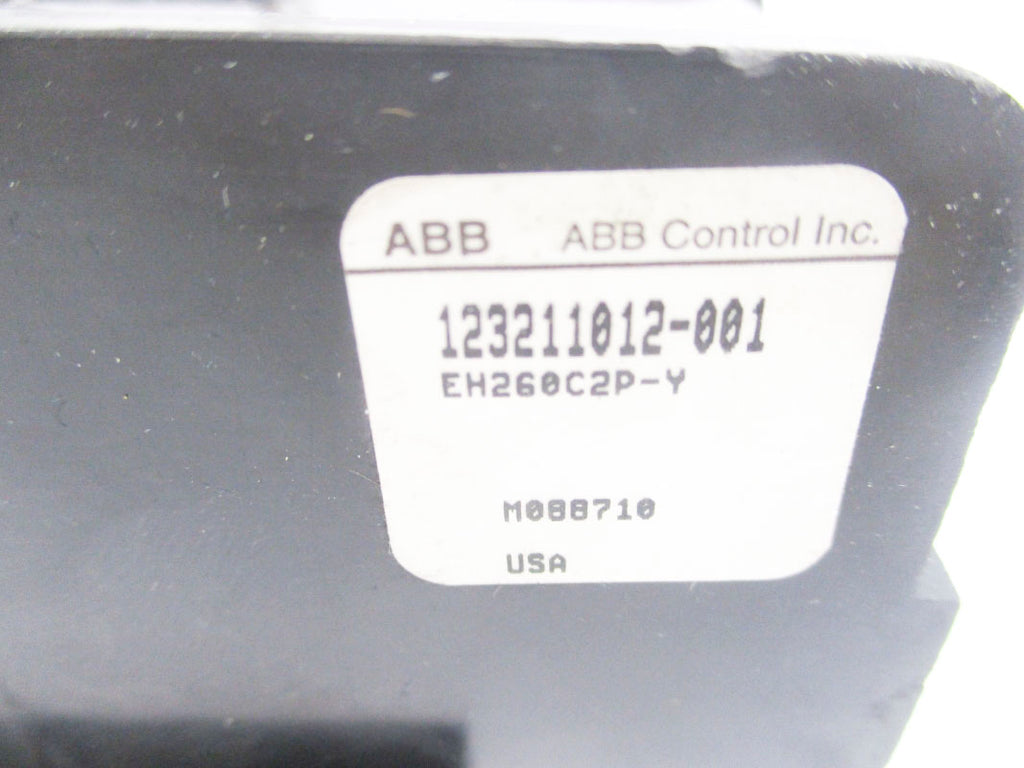 ABB ABB Control Inc.
123211012-001
EH260C2P-Y
M088710
USA